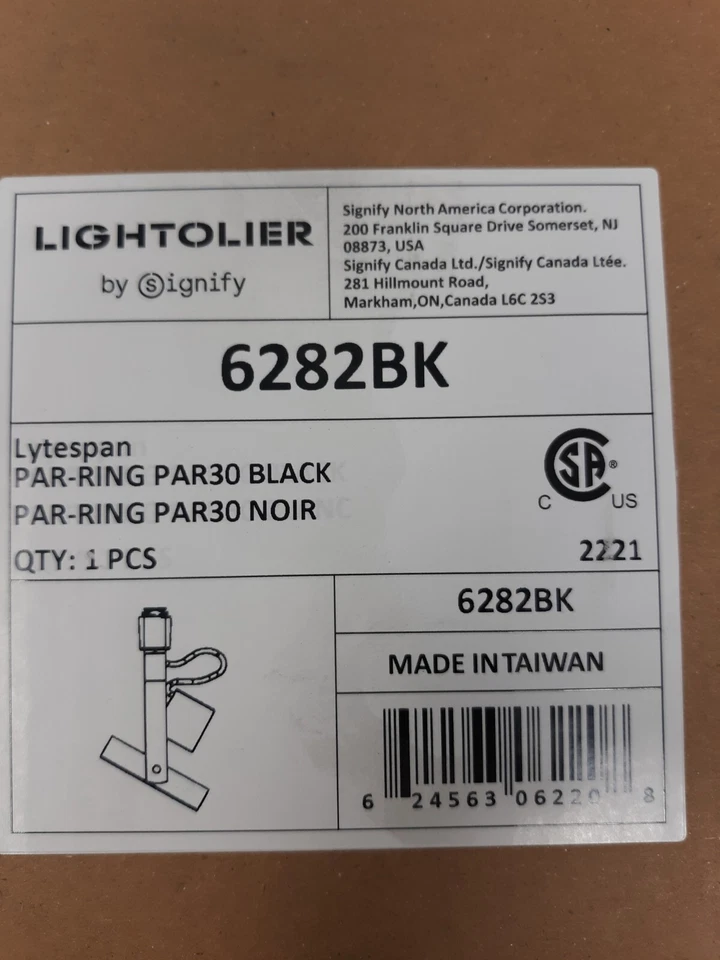 LIGHTOLIER
by Signify
Signify North America Corporation.
200 Franklin Square Drive Somerset, NJ
08873, USA
Signify Canada Ltd./Signify Canada Ltée.
281 Hillmount Road,
Markham,ON,Canada L6C 2S3
6282BK
Lytespan
PAR-RING PAR30 BLACK
PAR-RING PAR30 NOIR
QTY: 1 PCS
SA®
C US
2221
6282BK
MADE IN TAIWAN
6 24563 06220 8